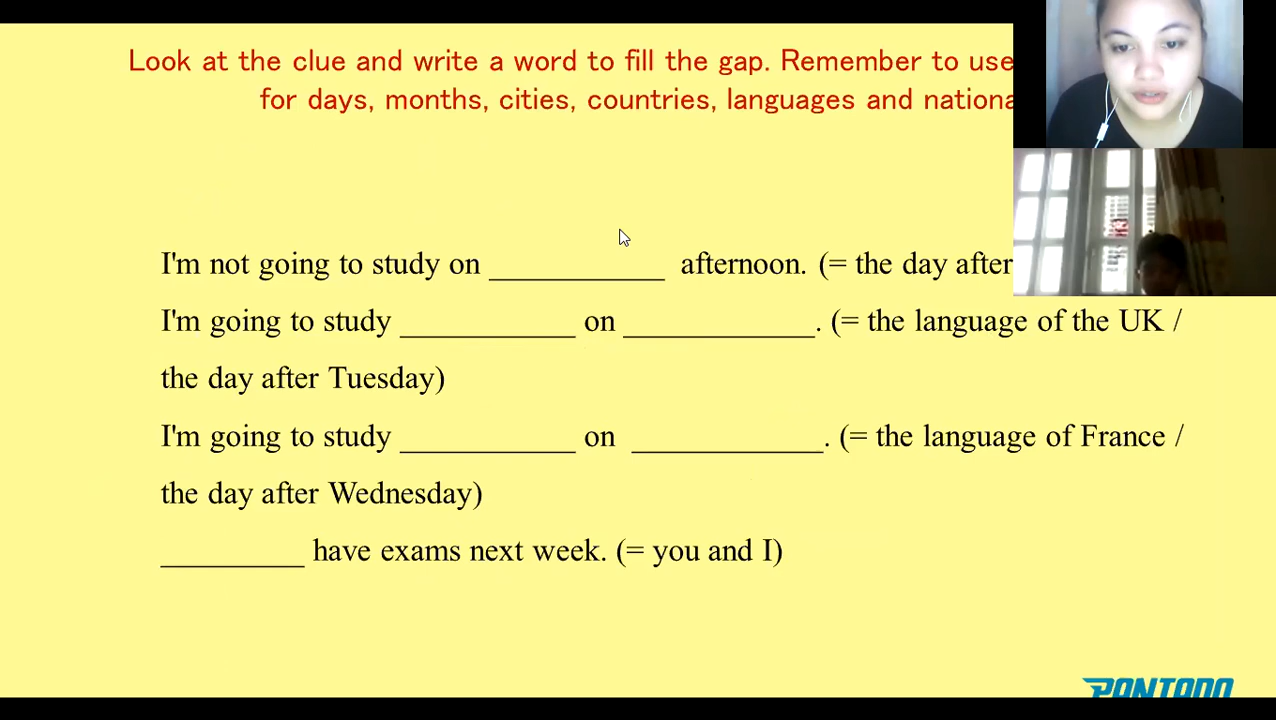 Look at the clue and write a word to fill the gap. Remember to use
for days, months, cities, countries, languages and
I'm not going to study on ___________ afternoon. (= the day after
I'm going to study ___________ on ____________. (= the language of the UK /
the day after Tuesday)
I'm going to study ___________ on ____________. (= the language of France /
the day after Wednesday)
_________ have exams next week. (= you and I)
PANTADO